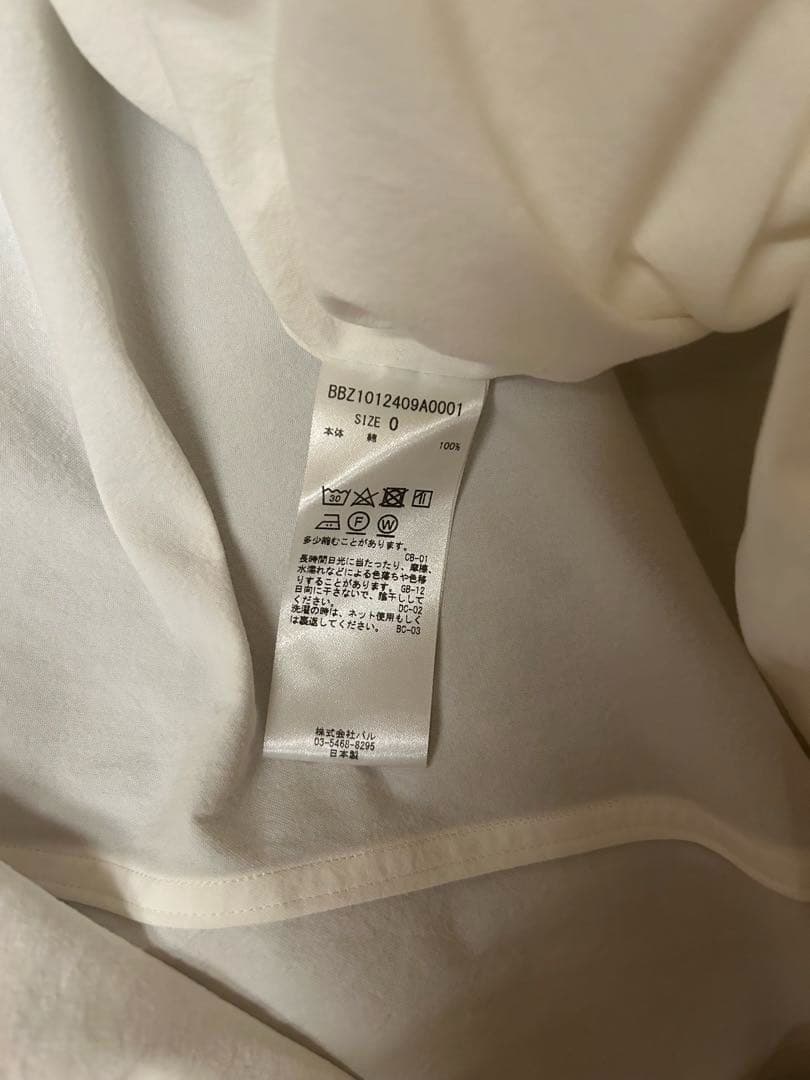 BBZ1012409A0001
SIZE 0
本体 綿 100%
30
F W
多少縮むことがあります。
CB-01
長時間日光に当たったり、摩擦、
水濡れなどによる色落ちや色移
りすることがあります。 GB-12
日向に干さないで、陰干しして
ください。 DC-02
洗濯の時は、ネット使用もしく
は裏返してください。 BC-03
株式会社パル
03-5468-8295
日本製